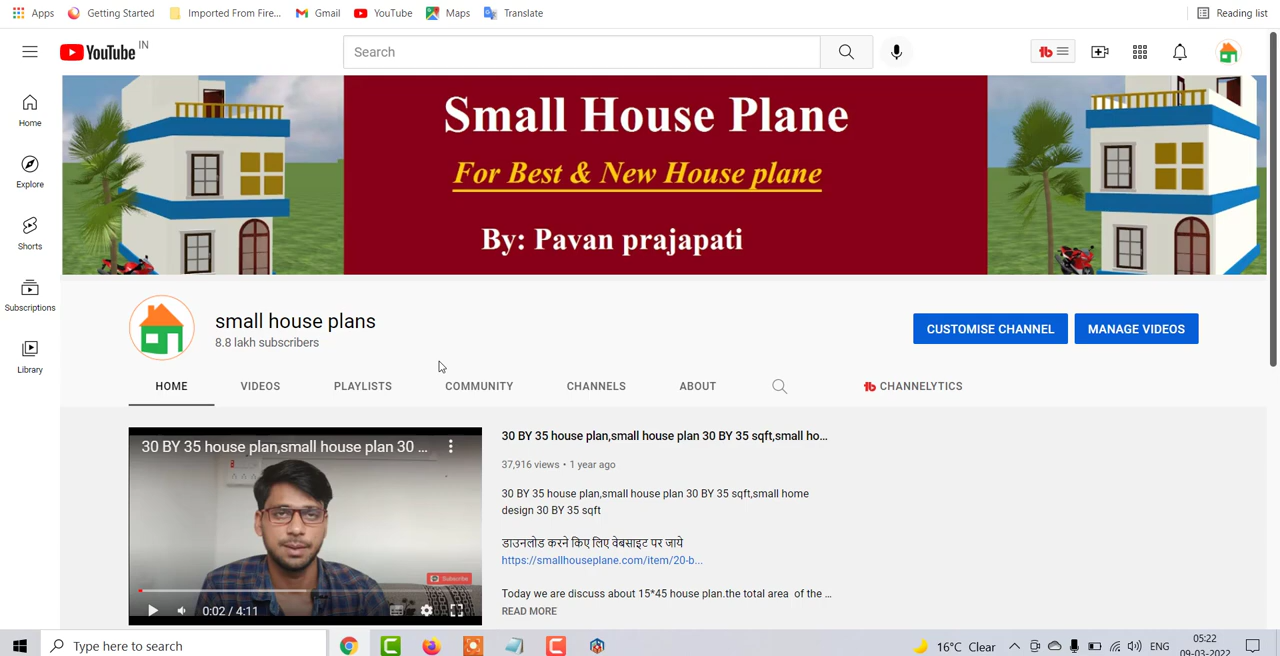 Apps Getting Started Imported From Fire... Gmail YouTube Maps Translate Reading list
YouTube IN Search
Home
Explore
Shorts
Subscriptions
Library
Small House Plane
For Best & New House plane
By: Pavan prajapati
small house plans
8.8 lakh subscribers
CUSTOMISE CHANNEL MANAGE VIDEOS
HOME VIDEOS PLAYLISTS COMMUNITY CHANNELS ABOUT CHANNELYTICS
30 BY 35 house plan,small house plan 30 ...
Subscribe
0:02 / 4:11
30 BY 35 house plan,small house plan 30 BY 35 sqft,small ho...
37,916 views • 1 year ago
30 BY 35 house plan,small house plan 30 BY 35 sqft,small home
design 30 BY 35 sqft
डाउनलोड करने किए लिए वेबसाइट पर जाये
https://smallhouseplane.com/item/20-b...
Today we are discuss about 15*45 house plan.the total area of the ...
READ MORE
Type here to search 16°C Clear ENG 05:22
09-03-2022